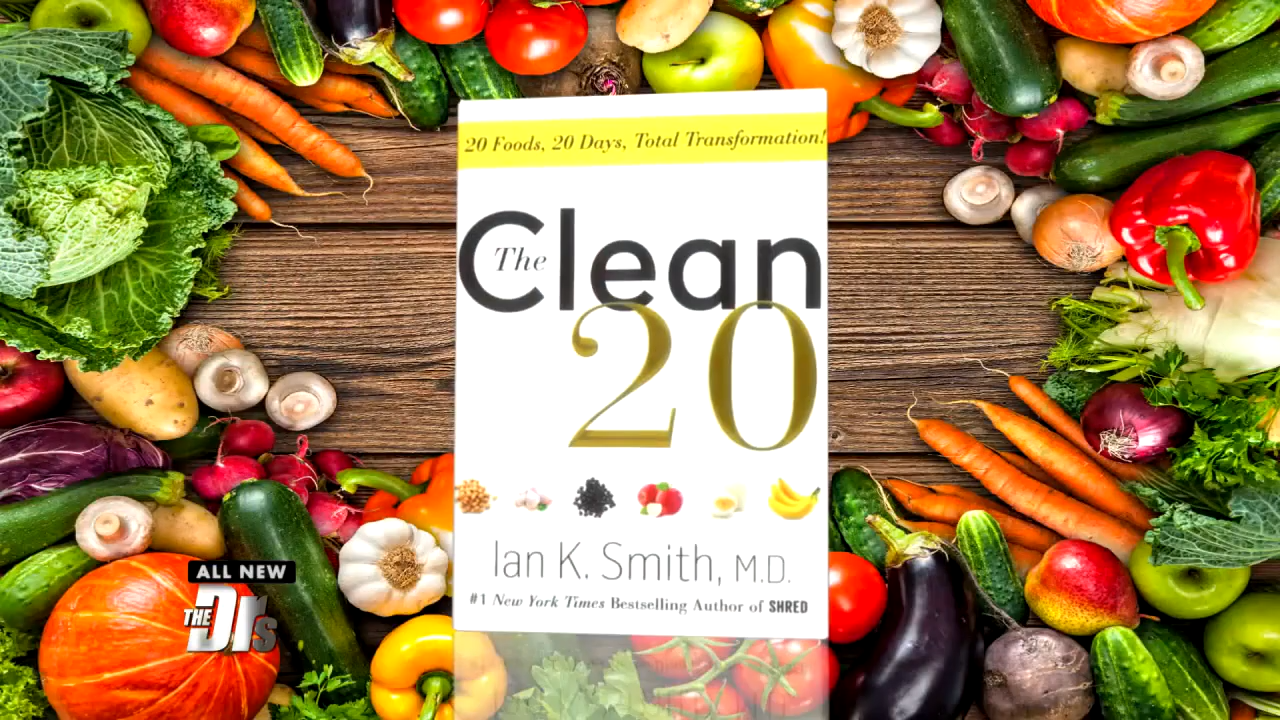 20 Foods, 20 Days, Total Transformation!
The
Clean
20
Ian K. Smith, M.D.
#1 New York Times Bestselling Author of SHRED
ALL NEW
THE Drs